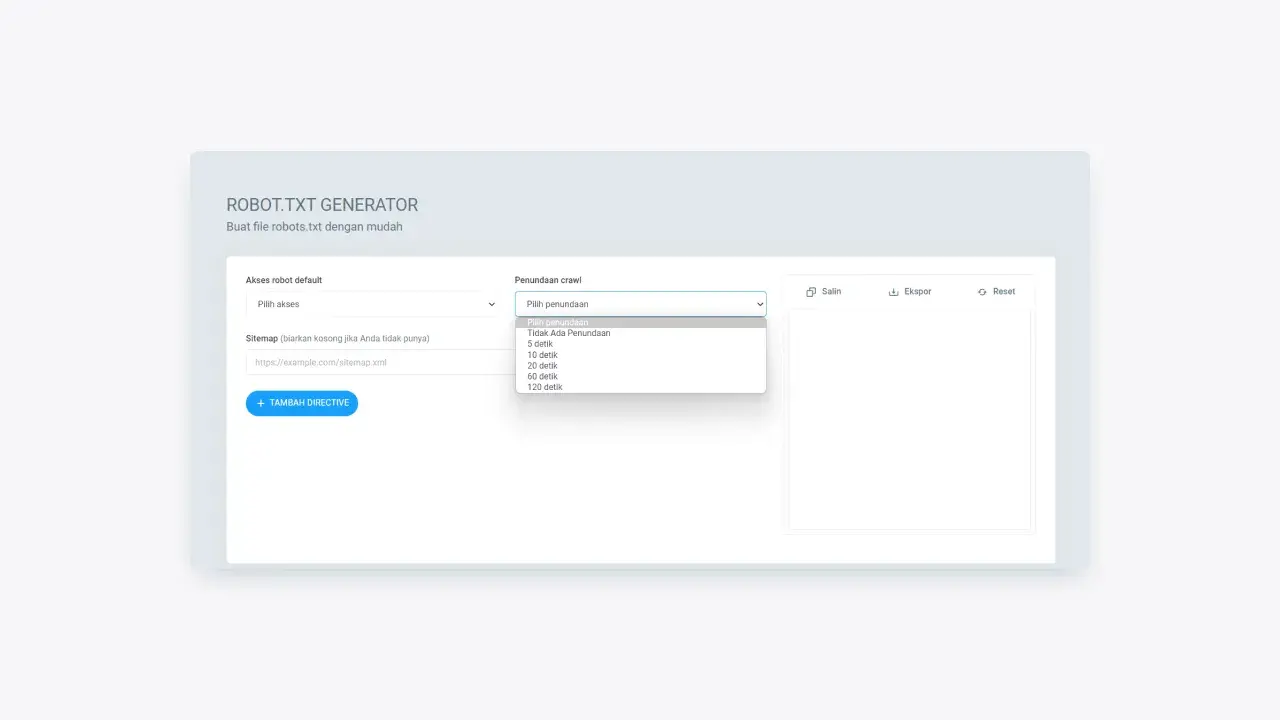 ROBOT.TXT GENERATOR
Buat file robots.txt dengan mudah
Akses robot default
Pilih akses
Sitemap (biarkan kosong jika Anda tidak punya)
https://example.com/sitemap.xml
TAMBAH DIRECTIVE
Penundaan crawl
Pilih penundaan
Pilih penundaan
Tidak Ada Penundaan
5 detik
10 detik
20 detik
60 detik
120 detik
Salin Ekspor Reset